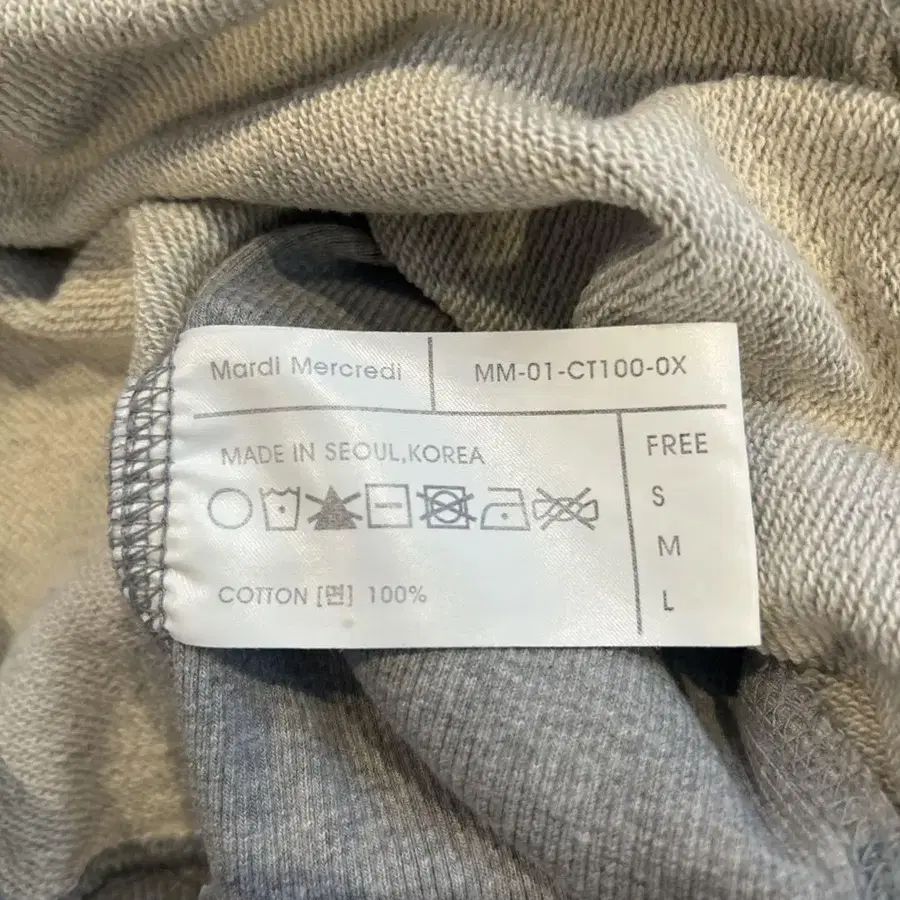 Mardi Mercredi
MM-01-CT100-0X
MADE IN SEOUL,KOREA
COTTON [면] 100%
FREE
S
M
L